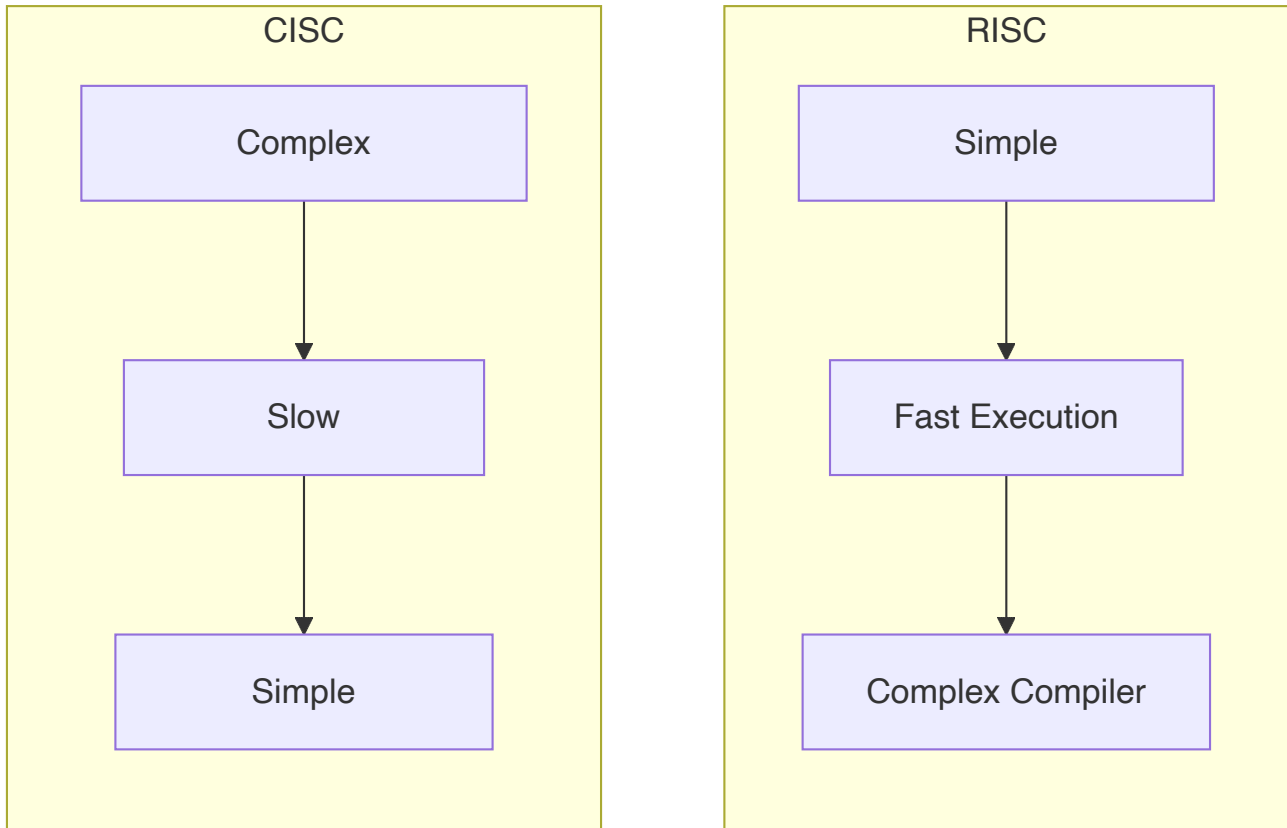 CISC
Complex
Slow
Simple
RISC
Simple
Fast Execution
Complex Compiler